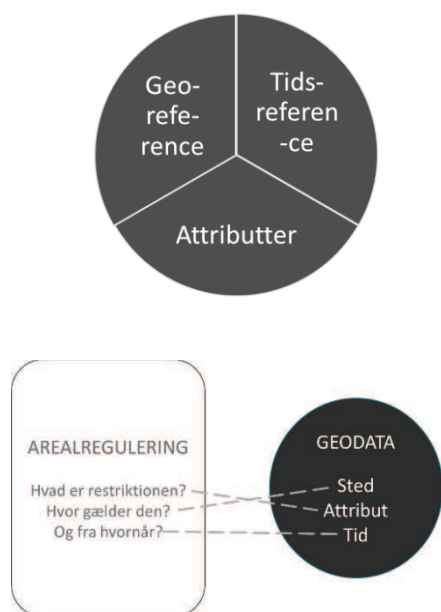 Geo-
refe-
rence
Tids-
referen
-ce
Attributter
AREALREGULERING
Hvad er restriktionen?
Hvor gælder den?
Og fra hvornår?
GEODATA
Sted
Attribut
Tid